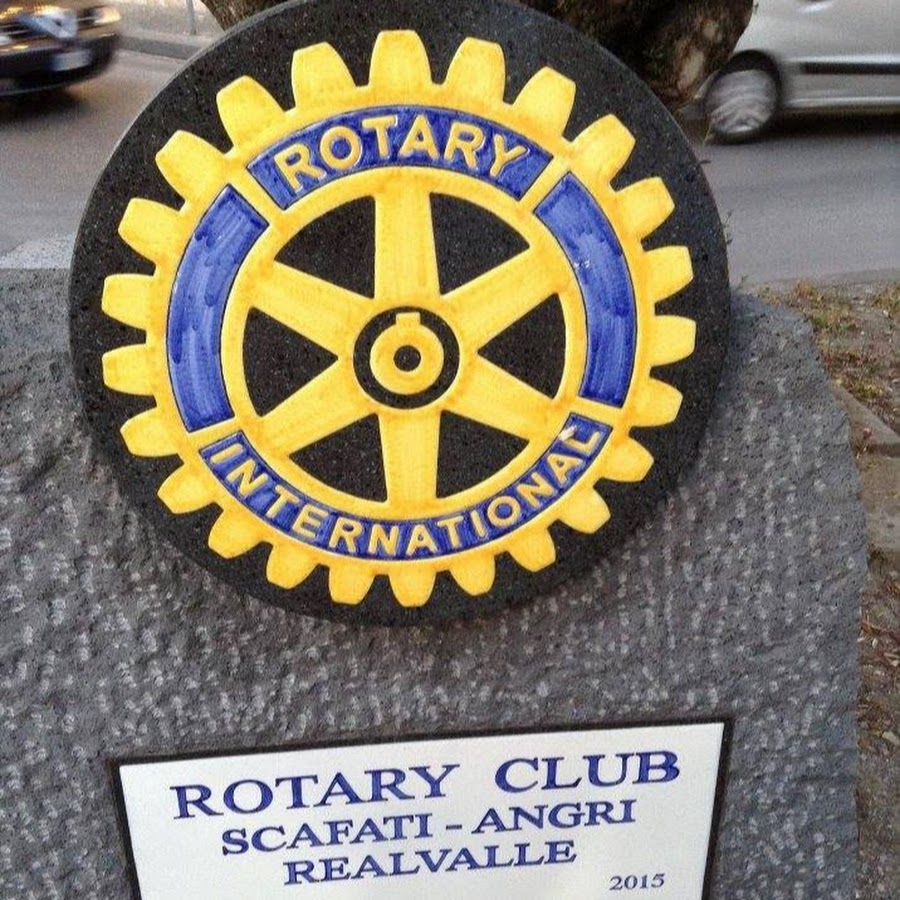 ROTARY
INTERNATIONAL
ROTARY CLUB
SCAFATI - ANGRI
REALVALLE
2015